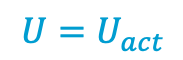 U = U_act